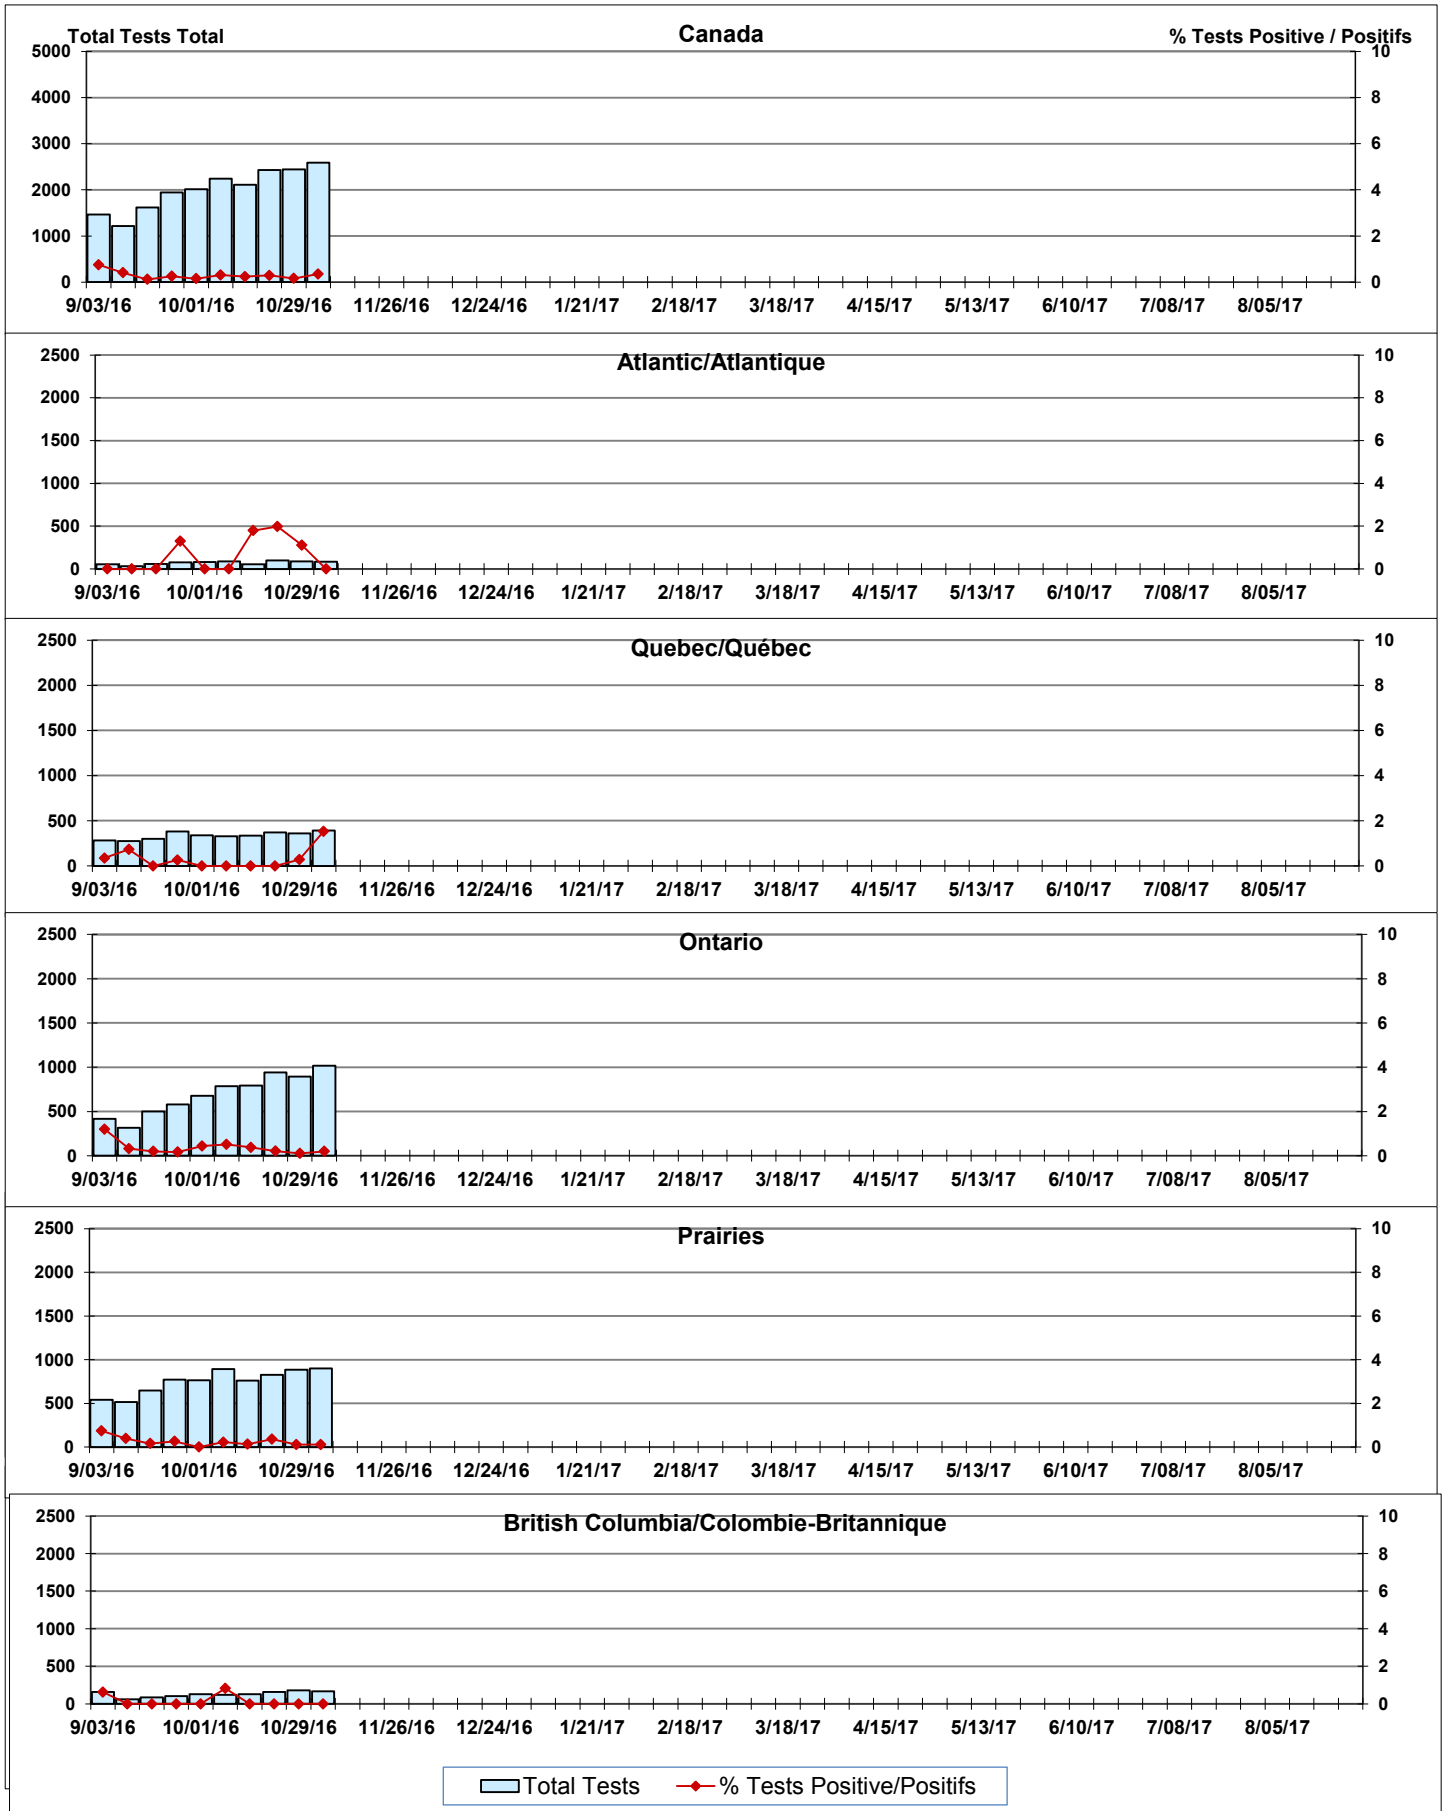 Total Tests Total Canada % Tests Positive / Positifs
5000 10
4000 8
3000 6
2000 4
1000 2
0 0
9/03/16 10/01/16 10/29/16 11/26/16 12/24/16 1/21/17 2/18/17 3/18/17 4/15/17 5/13/17 6/10/17 7/08/17 8/05/17
Atlantic/Atlantique
2500 10
2000 8
1500 6
1000 4
500 2
0 0
9/03/16 10/01/16 10/29/16 11/26/16 12/24/16 1/21/17 2/18/17 3/18/17 4/15/17 5/13/17 6/10/17 7/08/17 8/05/17
Quebec/Québec
2500 10
2000 8
1500 6
1000 4
500 2
0 0
9/03/16 10/01/16 10/29/16 11/26/16 12/24/16 1/21/17 2/18/17 3/18/17 4/15/17 5/13/17 6/10/17 7/08/17 8/05/17
Ontario
2500 10
2000 8
1500 6
1000 4
500 2
0 0
9/03/16 10/01/16 10/29/16 11/26/16 12/24/16 1/21/17 2/18/17 3/18/17 4/15/17 5/13/17 6/10/17 7/08/17 8/05/17
Prairies
2500 10
2000 8
1500 6
1000 4
500 2
0 0
9/03/16 10/01/16 10/29/16 11/26/16 12/24/16 1/21/17 2/18/17 3/18/17 4/15/17 5/13/17 6/10/17 7/08/17 8/05/17
British Columbia/Colombie-Britannique
2500 10
2000 8
1500 6
1000 4
500 2
0 0
9/03/16 10/01/16 10/29/16 11/26/16 12/24/16 1/21/17 2/18/17 3/18/17 4/15/17 5/13/17 6/10/17 7/08/17 8/05/17
Total Tests % Tests Positive/Positifs